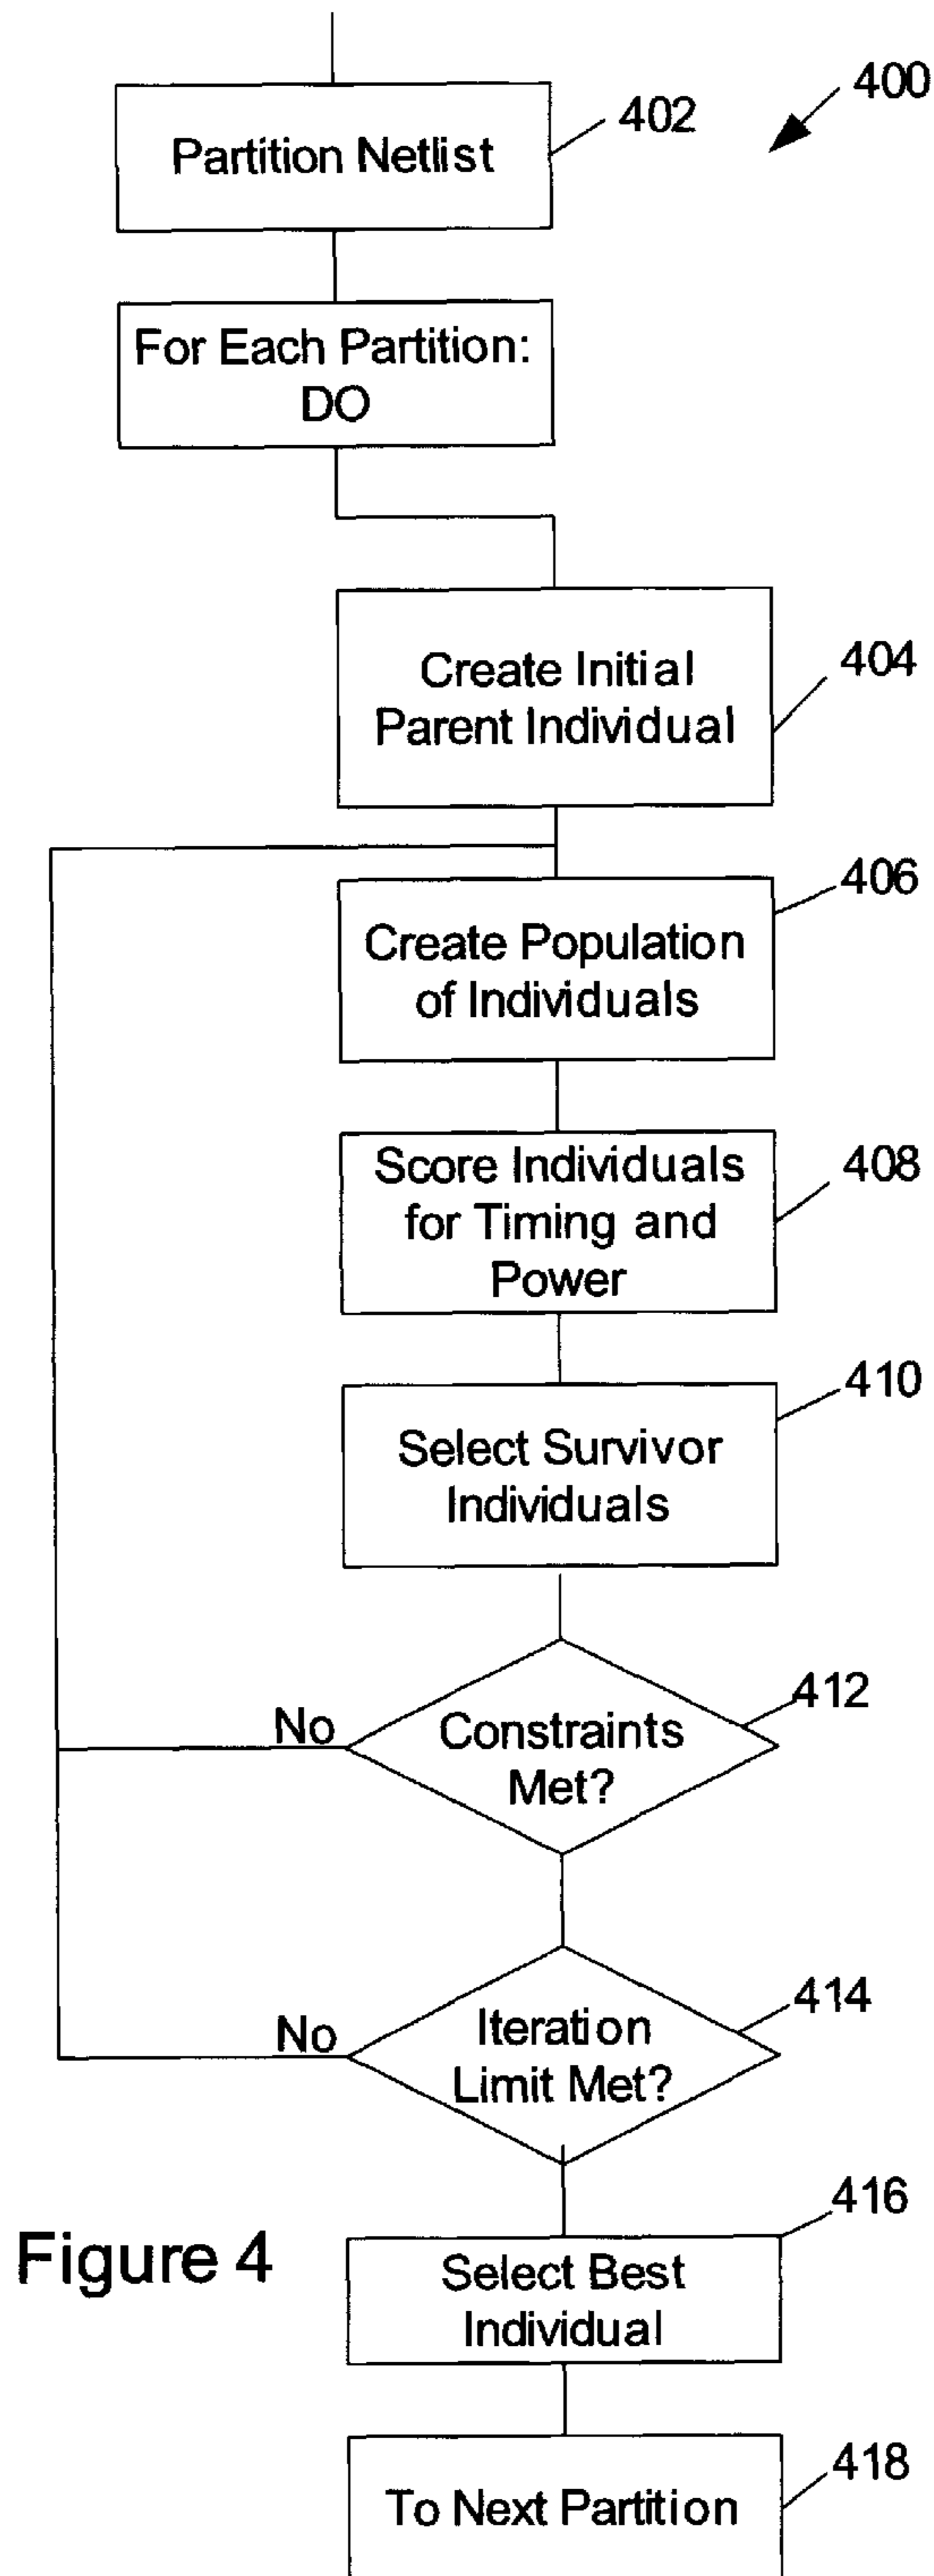 400
402
Partition Netlist
For Each Partition:
DO
404
Create Initial
Parent Individual
406
Create Population
of Individuals
408
Score Individuals
for Timing and
Power
410
Select Survivor
Individuals
412
No
Constraints
Met?
414
No
Iteration
Limit Met?
416
Figure 4
Select Best
Individual
418
To Next Partition